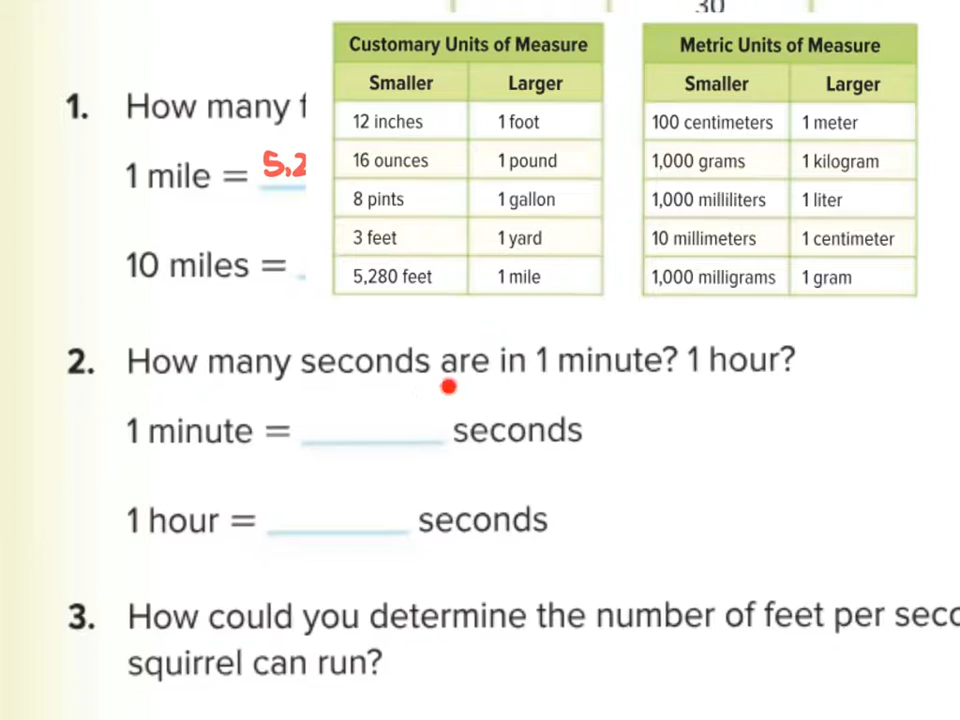 30
Customary Units of Measure
Smaller Larger
12 inches 1 foot
16 ounces 1 pound
8 pints 1 gallon
3 feet 1 yard
5,280 feet 1 mile
Metric Units of Measure
Smaller Larger
100 centimeters 1 meter
1,000 grams 1 kilogram
1,000 milliliters 1 liter
10 millimeters 1 centimeter
1,000 milligrams 1 gram
1. How many
1 mile = 5,2
10 miles =
2. How many seconds are in 1 minute? 1 hour?
1 minute = seconds
1 hour = seconds
3. How could you determine the number of feet per
squirrel can run?